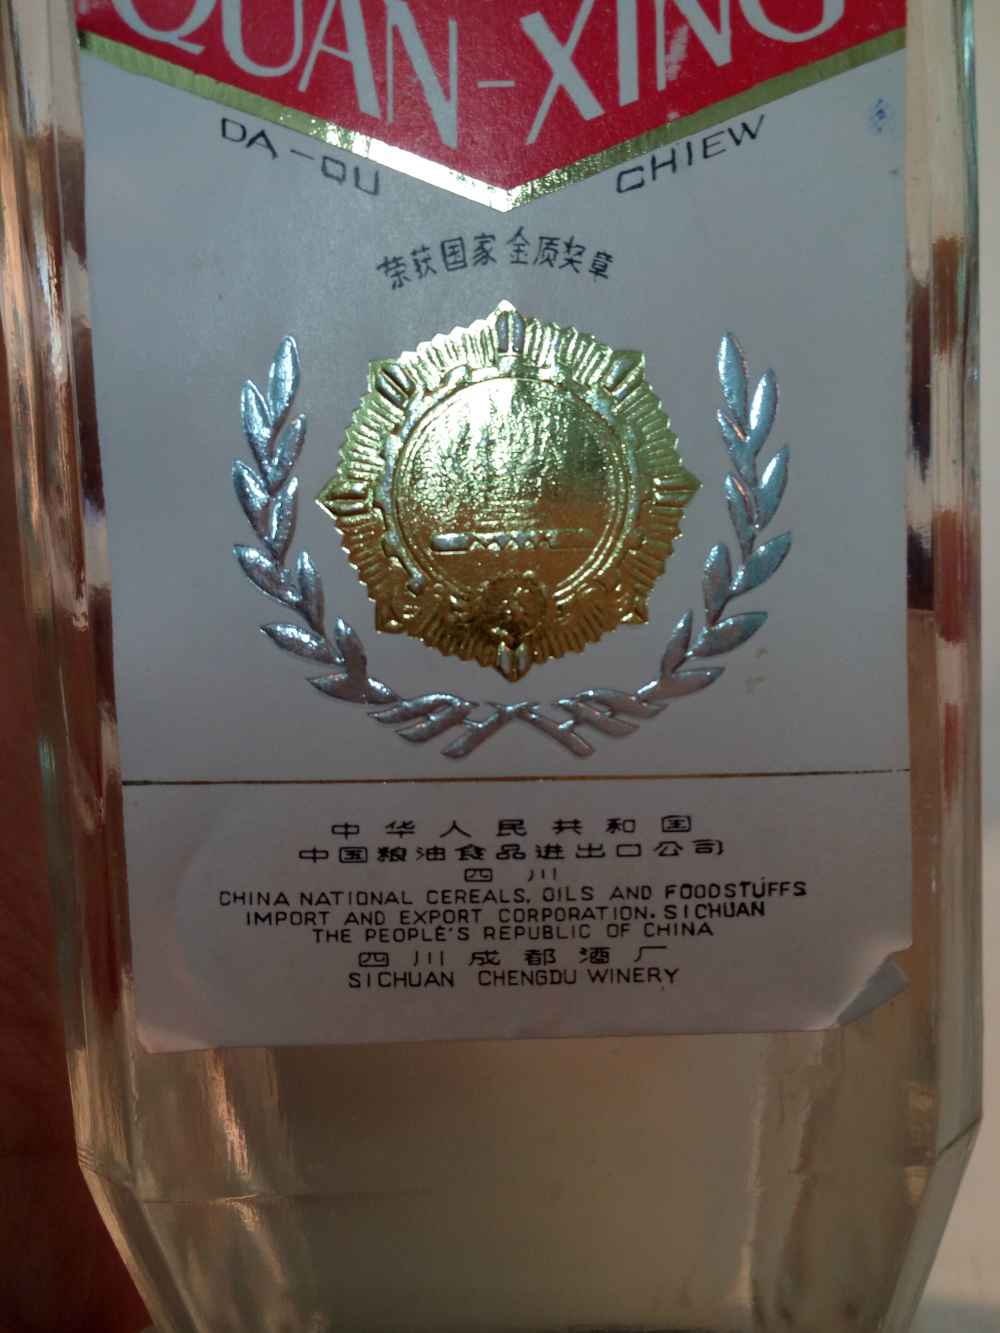 QUAN-XING
DA-QU CHIEW
荣获国家金质奖章
中华人民共和国
中国粮油食品进出口公司
四川
CHINA NATIONAL CEREALS, OILS AND FOODSTUFFS
IMPORT AND EXPORT CORPORATION. SICHUAN
THE PEOPLE'S REPUBLIC OF CHINA
四川成都酒厂
SICHUAN CHENGDU WINERY